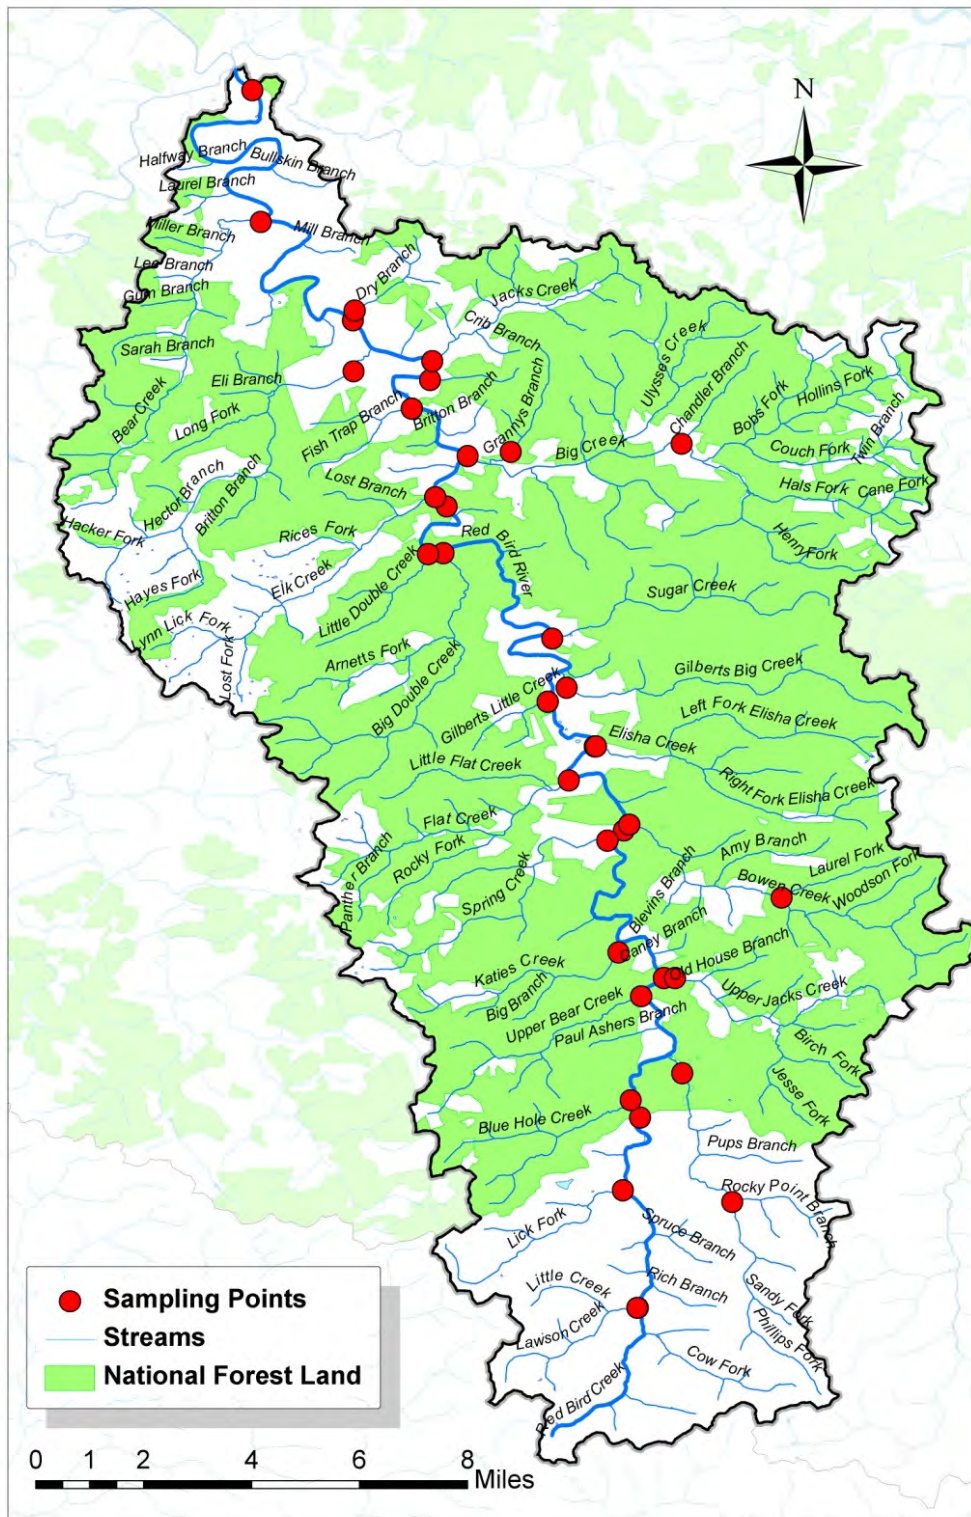 N
Halfway Branch
Bullskin Branch
Laurel Branch
Miller Branch
Mill Branch
Lee Branch
Gum Branch
Dry Branch
Jacks Creek
Crib Branch
Sarah Branch
Ulysses Creek
Eli Branch
Chandler Branch
Hollins Fork
Bear Creek
Bobs Fork
Long Fork
Fish Trap Branch
Britton Branch
Grannys Branch
Big Creek
Couch Fork
Twin Branch
Hector Branch
Britton Branch
Lost Branch
Hals Fork
Cane Fork
Hacker Fork
Rices Fork
Red Bird River
Henry Fork
Hayes Fork
Elk Creek
Little Double Creek
Sugar Creek
Lynn Lick Fork
Lost Fork
Arnetts Fork
Big Double Creek
Gilberts Little Creek
Gilberts Big Creek
Left Fork Elisha Creek
Elisha Creek
Little Flat Creek
Right Fork Elisha Creek
Flat Creek
Panther Branch
Rocky Fork
Amy Branch
Laurel Fork
Spring Creek
Blevins Branch
Bowen Creek
Woodson Fork
Caney Branch
Katies Creek
Old House Branch
Big Branch
Upper Bear Creek
Upper Jacks Creek
Paul Ashers Branch
Birch Fork
Jesse Fork
Blue Hole Creek
Pups Branch
Rocky Point Branch
Lick Fork
Spruce Branch
Little Creek
Rich Branch
Sandy Fork
Lawson Creek
Phillips Fork
Cow Fork
Red Bird Creek
Sampling Points
Streams
National Forest Land
0 1 2 4 6 8
Miles